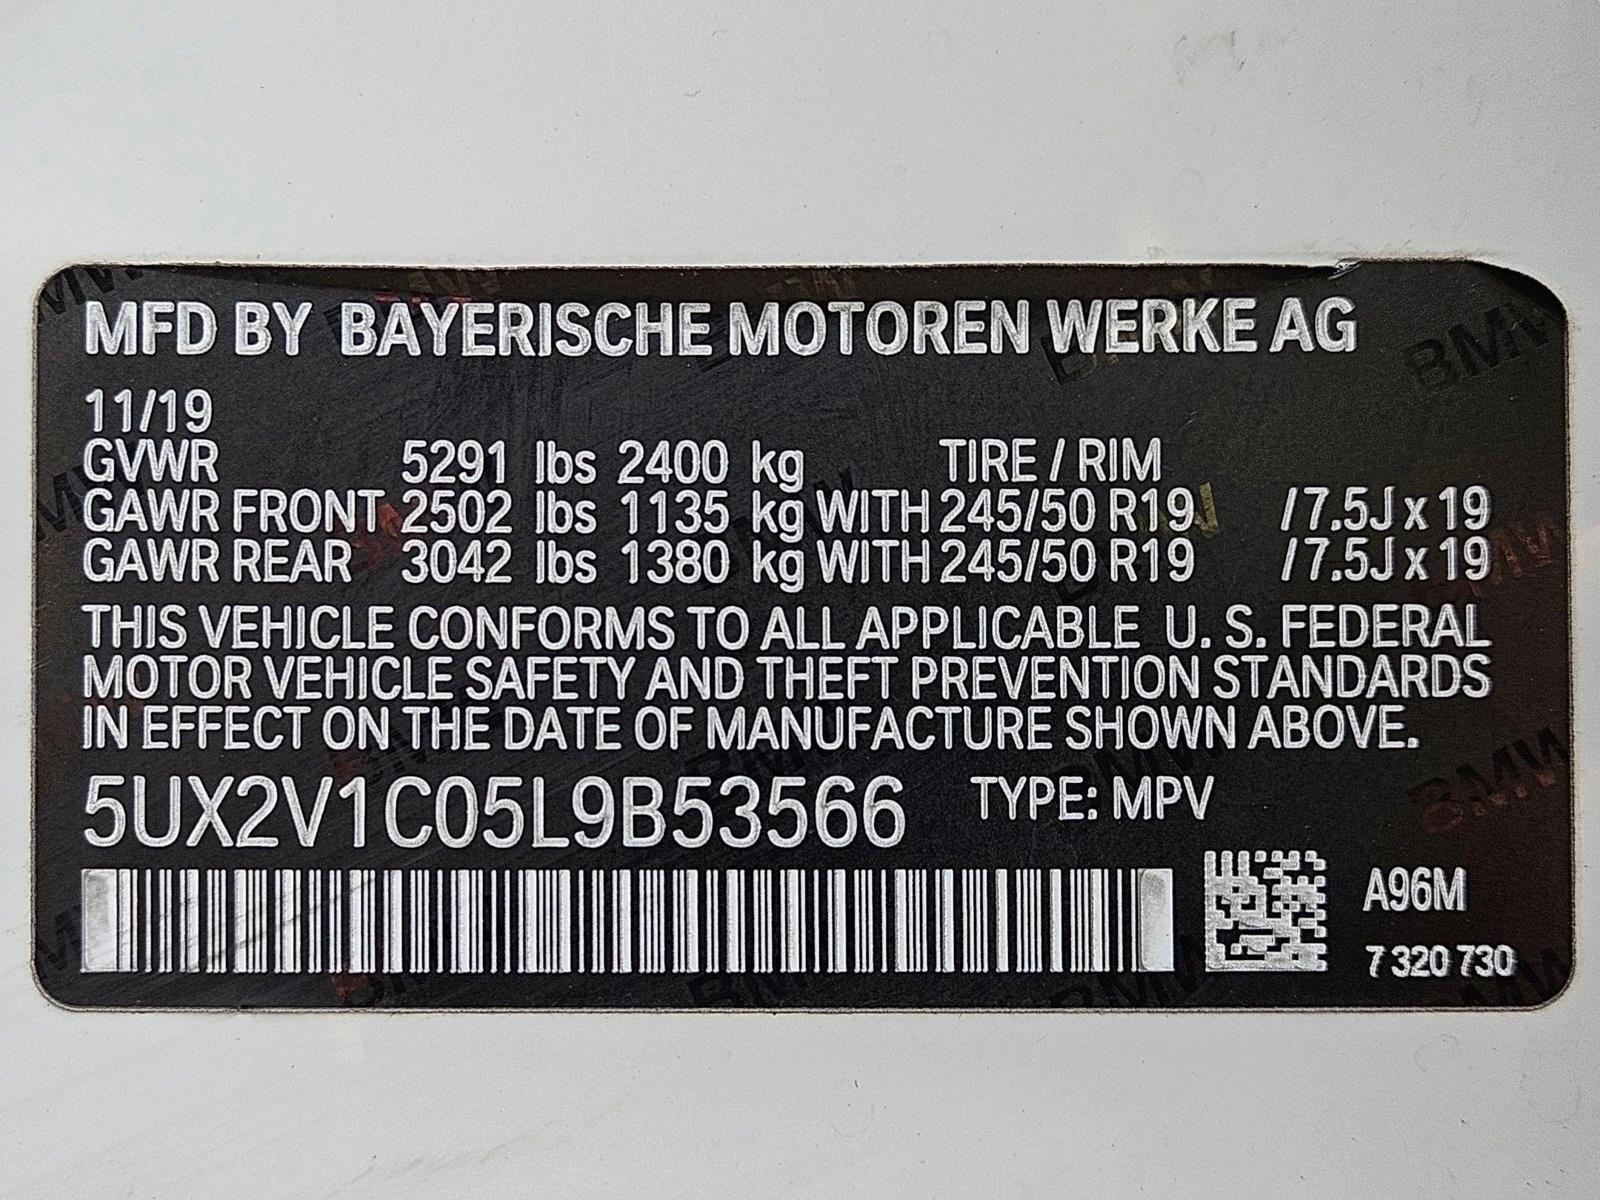 MFD BY BAYERISCHE MOTOREN WERKE AG
11/19
GVWR 5291 lbs 2400 kg TIRE / RIM
GAWR FRONT 2502 lbs 1135 kg WITH 245/50 R19 /7.5J x 19
GAWR REAR 3042 lbs 1380 kg WITH 245/50 R19 /7.5J x 19
THIS VEHICLE CONFORMS TO ALL APPLICABLE U. S. FEDERAL
MOTOR VEHICLE SAFETY AND THEFT PREVENTION STANDARDS
IN EFFECT ON THE DATE OF MANUFACTURE SHOWN ABOVE.
5UX2V1C05L9B53566 TYPE: MPV
A96M
7 320 730